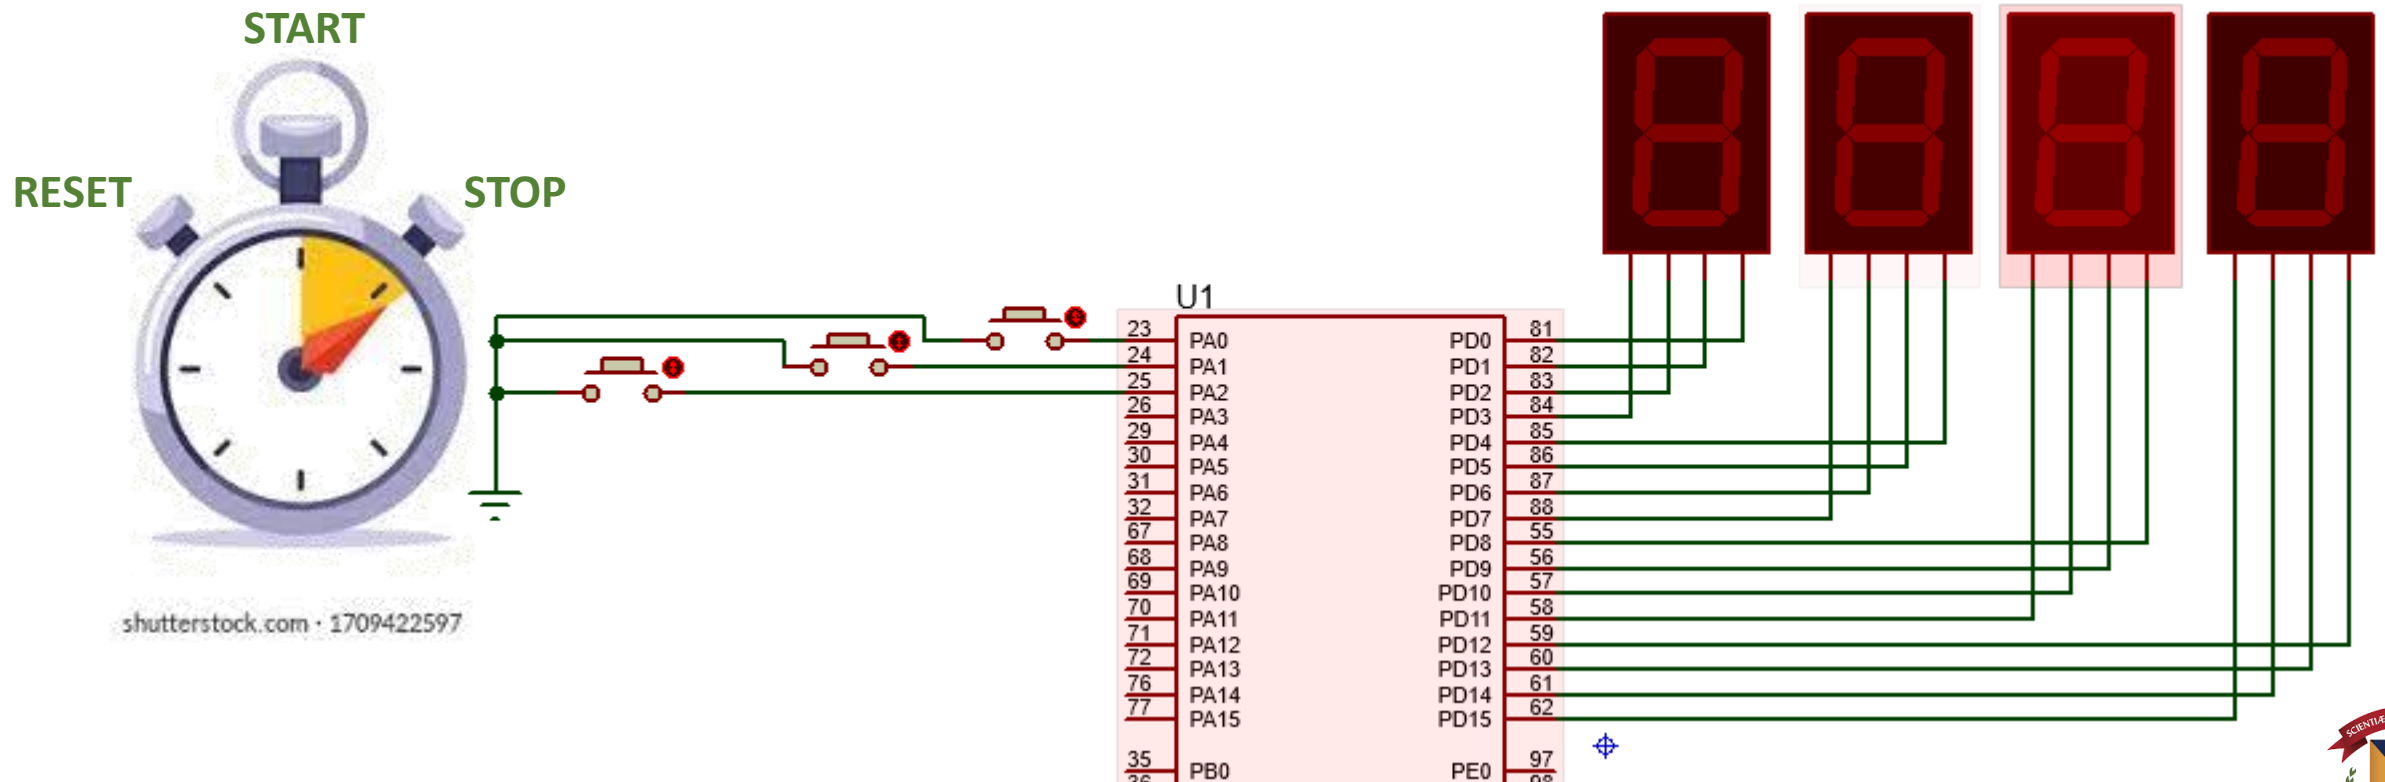 START
RESET
STOP
shutterstock.com · 1709422597
U1
23 PA0
24 PA1
25 PA2
26 PA3
29 PA4
30 PA5
31 PA6
32 PA7
67 PA8
68 PA9
69 PA10
70 PA11
71 PA12
72 PA13
76 PA14
77 PA15
35 PB0
PD0 81
PD1 82
PD2 83
PD3 84
PD4 85
PD5 86
PD6 87
PD7 88
PD8 55
PD9 56
PD10 57
PD11 58
PD12 59
PD13 60
PD14 61
PD15 62
PE0 97